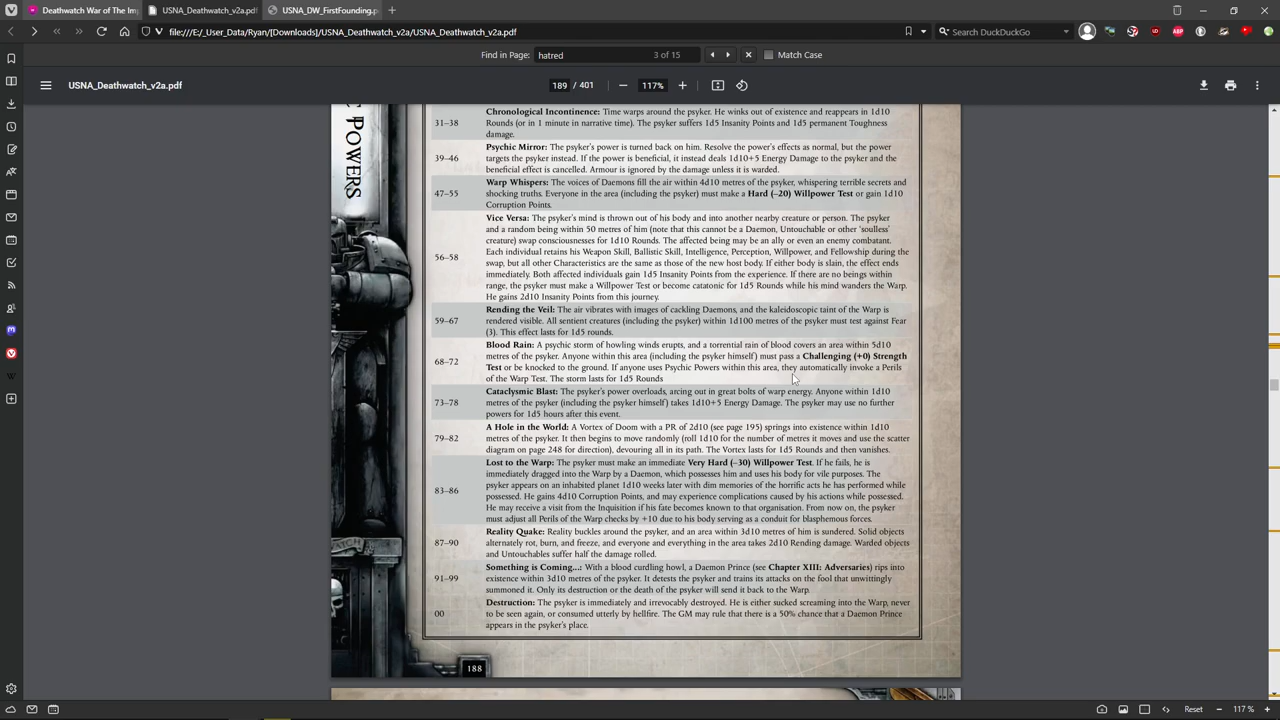 Deathwatch War of The Im
USNA_Deathwatch_v2a.pdf
USNA_DW_FirstFounding.p
file:///E:/_User_Data/Ryan/[Downloads]/USNA_Deathwatch_v2a/USNA_Deathwatch_v2a.pdf
Search DuckDuckGo
Find in Page:
hatred
3 of 15
Match Case
USNA_Deathwatch_v2a.pdf
189 / 401
117%
C POWERS
Chronological Incontinence: Time warps around the psyker. He winks out of existence and reappears in 1d10
31–38
Rounds (or in 1 minute in narrative time). The psyker suffers 1d5 Insanity Points and 1d5 permanent Toughness
damage.
Psychic Mirror: The psyker's power is turned back on him. Resolve the power's effects as normal, but the power
39–46
targets the psyker instead. If the power is beneficial, it instead deals 1d10+5 Energy Damage to the psyker and the
beneficial effect is cancelled. Armour is ignored by the damage unless it is warded.
Warp Whispers: The voices of Daemons fill the air within 4d10 metres of the psyker, whispering terrible secrets and
47–55
shocking truths. Everyone in the area (including the psyker) must make a Hard (–20) Willpower Test or gain 1d10
Corruption Points.
Vice Versa: The psyker's mind is thrown out of his body and into another nearby creature or person. The psyker
and a random being within 50 metres of him (note that this cannot be a Daemon, Untouchable or other 'soulless'
creature) swap consciousnesses for 1d10 Rounds. The affected being may be an ally or even an enemy combatant.
Each individual retains his Weapon Skill, Ballistic Skill, Intelligence, Perception, Willpower, and Fellowship during the
56–58
swap, but all other Characteristics are the same as those of the new host body. If either body is slain, the effect ends
immediately. Both affected individuals gain 1d5 Insanity Points from the experience. If there are no beings within
range, the psyker must make a Willpower Test or become catatonic for 1d5 Rounds while his mind wanders the Warp.
He gains 2d10 Insanity Points from this journey.
Rending the Veil: The air vibrates with images of cackling Daemons, and the kaleidoscopic taint of the Warp is
59–67
rendered visible. All sentient creatures (including the psyker) within 1d100 metres of the psyker must test against Fear
(3). This effect lasts for 1d5 rounds.
Blood Rain: A psychic storm of howling winds erupts, and a torrential rain of blood covers an area within 5d10
metres of the psyker. Anyone within this area (including the psyker himself) must pass a Challenging (+0) Strength
68–72
Test or be knocked to the ground. If anyone uses Psychic Powers within this area, they automatically invoke a Perils
of the Warp Test. The storm lasts for 1d5 Rounds
Cataclysmic Blast: The psyker's power overloads, arcing out in great bolts of warp energy. Anyone within 1d10
73–78
metres of the psyker (including the psyker himself) takes 1d10+5 Energy Damage. The psyker may use no further
powers for 1d5 hours after this event.
A Hole in the World: A Vortex of Doom with a PR of 2d10 (see page 195) springs into existence within 1d10
79–82
metres of the psyker. It then begins to move randomly (roll 1d10 for the number of metres it moves and use the scatter
diagram on page 248 for direction), devouring all in its path. The Vortex lasts for 1d5 Rounds and then vanishes.
Lost to the Warp: The psyker must make an immediate Very Hard (–30) Willpower Test. If he fails, he is
immediately dragged into the Warp by a Daemon, which possesses him and uses his body for vile purposes. The
psyker appears on an inhabited planet 1d10 weeks later with dim memories of the horrific acts he has performed while
83–86
possessed. He gains 4d10 Corruption Points, and may experience complications caused by his actions while possessed.
He may receive a visit from the Inquisition if his fate becomes known to that organisation. From now on, the psyker
must adjust all Perils of the Warp checks by +10 due to his body serving as a conduit for blasphemous forces.
Reality Quake: Reality buckles around the psyker, and an area within 3d10 metres of him is sundered. Solid objects
87–90
alternately rot, burn, and freeze, and everyone and everything in the area takes 2d10 Rending damage. Warded objects
and Untouchables suffer half the damage rolled.
Something is Coming...: With a blood curdling howl, a Daemon Prince (see Chapter XIII: Adversaries) rips into
91–99
existence within 3d10 metres of the psyker. It detects the psyker and trains its attacks on the fool that unwittingly
summoned it. Only its destruction or the death of the psyker will send it back to the Warp.
Destruction: The psyker is immediately and irrevocably destroyed. He is either sucked screaming into the Warp, never
00
to be seen again, or consumed utterly by hellfire. The GM may rule that there is a 50% chance that a Daemon Prince
appears in the psyker's place.
188
Reset
117 %